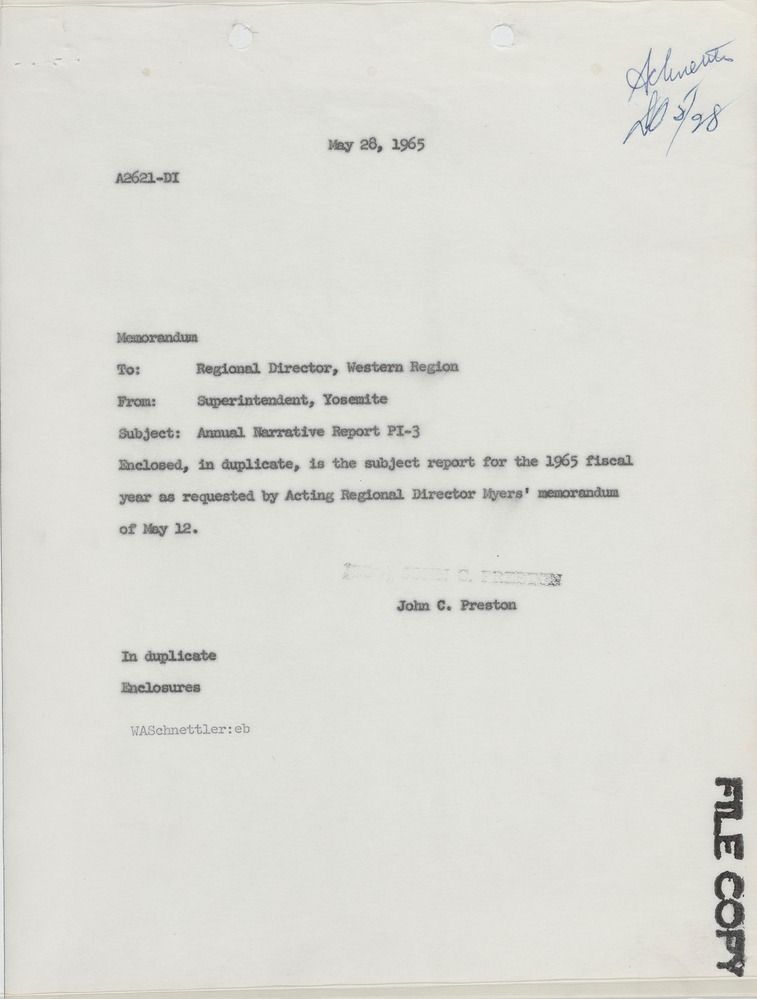 May 28, 1965
A2621-DI
Memorandum
To: Regional Director, Western Region
From: Superintendent, Yosemite
Subject: Annual Narrative Report PI-3
Enclosed, in duplicate, is the subject report for the 1965 fiscal
year as requested by Acting Regional Director Myers' memorandum
of May 12.
JOHN C. PRESTON
John C. Preston
In duplicate
Enclosures
WASchnettler:eb
FILE COPY